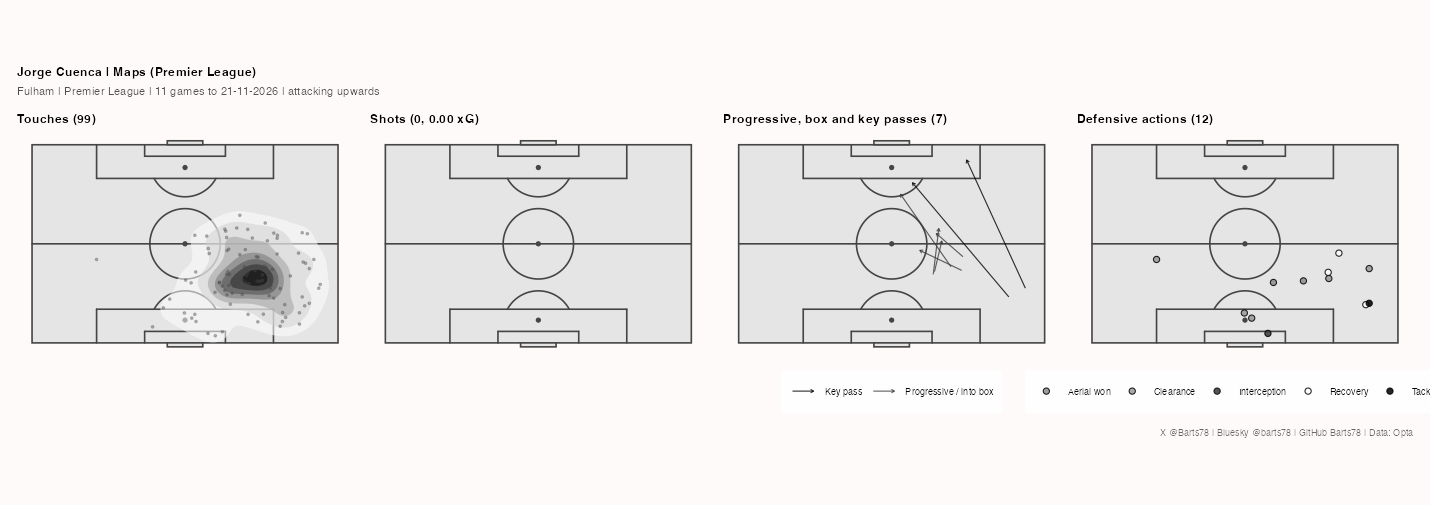 Jorge Cuenca | Maps (Premier League)
Fulham | Premier League | 11 games to 21-11-2026 | attacking upwards
Touches (99)
Shots (0, 0.00 xG)
Progressive, box and key passes (7)
Defensive actions (12)
Key pass
Progressive / into box
Aerial won
Clearance
Interception
Recovery
Tack
X @Barts78 | Bluesky @barts78 | GitHub Barts78 | Data: Opta